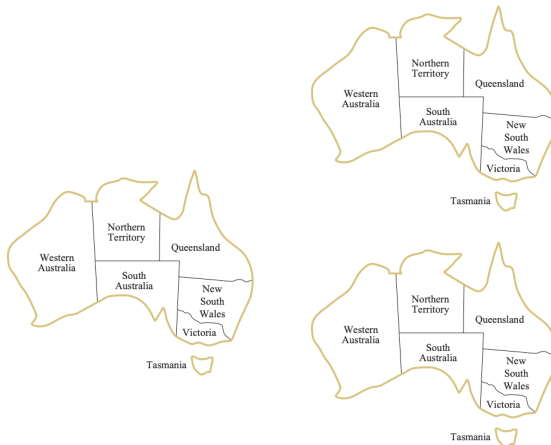 Northern
Territory
Western
Australia
Queensland
South
Australia
New
South
Wales
Victoria
Tasmania
Northern
Territory
Queensland
Western
Australia
South
Australia
New
South
Wales
Victoria
Tasmania
Northern
Territory
Western
Australia
Queensland
South
Australia
New
South
Wales
Victoria
Tasmania